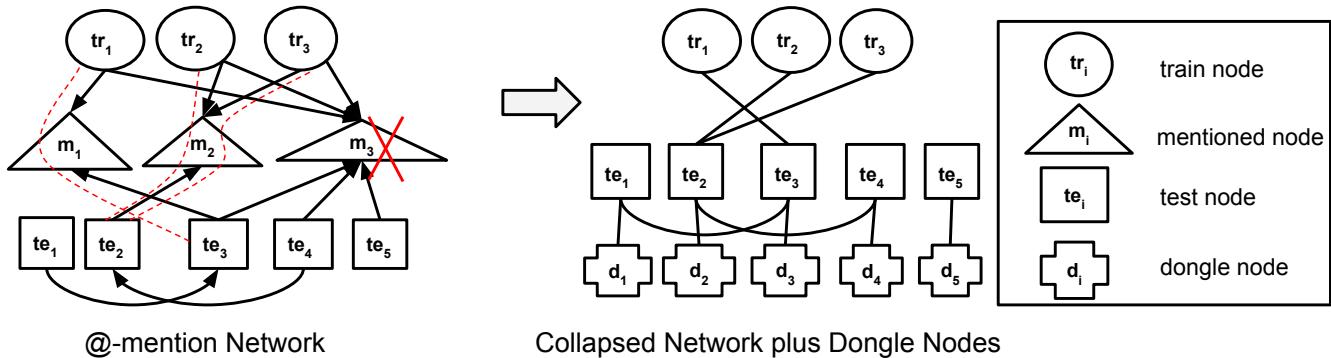 tr1 tr2 tr3
m1 m2 m3
te1 te2 te3 te4 te5
@-mention Network
tr1 tr2 tr3
te1 te2 te3 te4 te5
d1 d2 d3 d4 d5
Collapsed Network plus Dongle Nodes
tri train node
mi mentioned node
tei test node
di dongle node